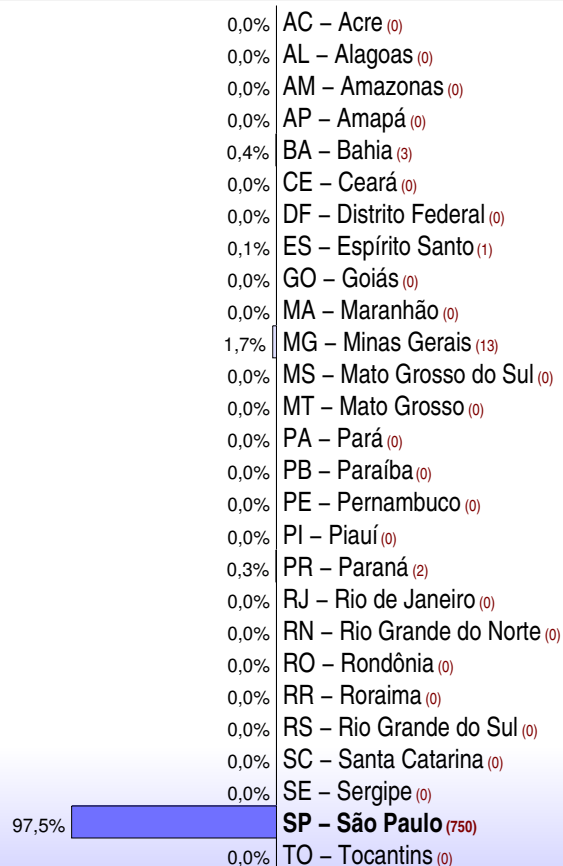 0,0% AC – Acre (0)
0,0% AL – Alagoas (0)
0,0% AM – Amazonas (0)
0,0% AP – Amapá (0)
0,4% BA – Bahia (3)
0,0% CE – Ceará (0)
0,0% DF – Distrito Federal (0)
0,1% ES – Espírito Santo (1)
0,0% GO – Goiás (0)
0,0% MA – Maranhão (0)
1,7% MG – Minas Gerais (13)
0,0% MS – Mato Grosso do Sul (0)
0,0% MT – Mato Grosso (0)
0,0% PA – Pará (0)
0,0% PB – Paraíba (0)
0,0% PE – Pernambuco (0)
0,0% PI – Piauí (0)
0,3% PR – Paraná (2)
0,0% RJ – Rio de Janeiro (0)
0,0% RN – Rio Grande do Norte (0)
0,0% RO – Rondônia (0)
0,0% RR – Roraima (0)
0,0% RS – Rio Grande do Sul (0)
0,0% SC – Santa Catarina (0)
0,0% SE – Sergipe (0)
97,5% SP – São Paulo (750)
0,0% TO – Tocantins (0)